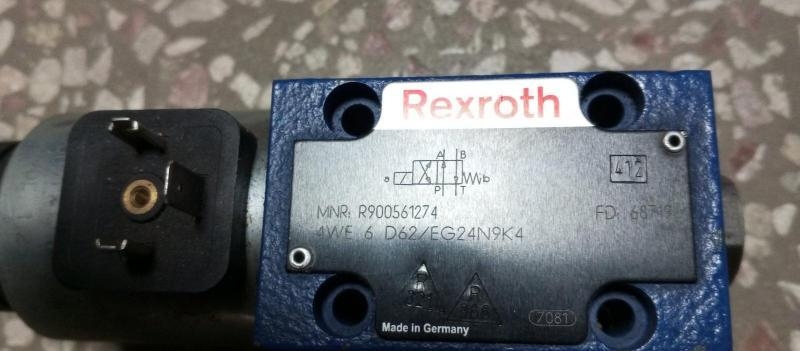 Rexroth
A B
a b
P T
412
MNR: R900561274
FD: 68719
4WE 6 D62/EG24N9K4
P
R
7081
Made in Germany